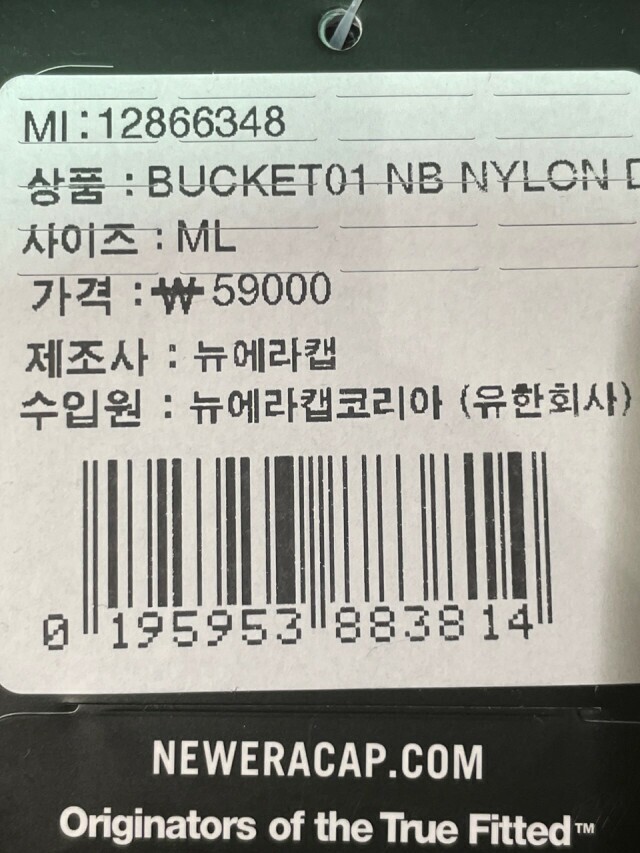 MI:12866348
상품 : BUCKET01 NB NYLON
사이즈 : ML
가격 : ₩ 59000
제조사 : 뉴에라캡
수입원 : 뉴에라캡코리아 (유한회사)
0 195953 883814
NEWERACAP.COM
Originators of the True Fitted™